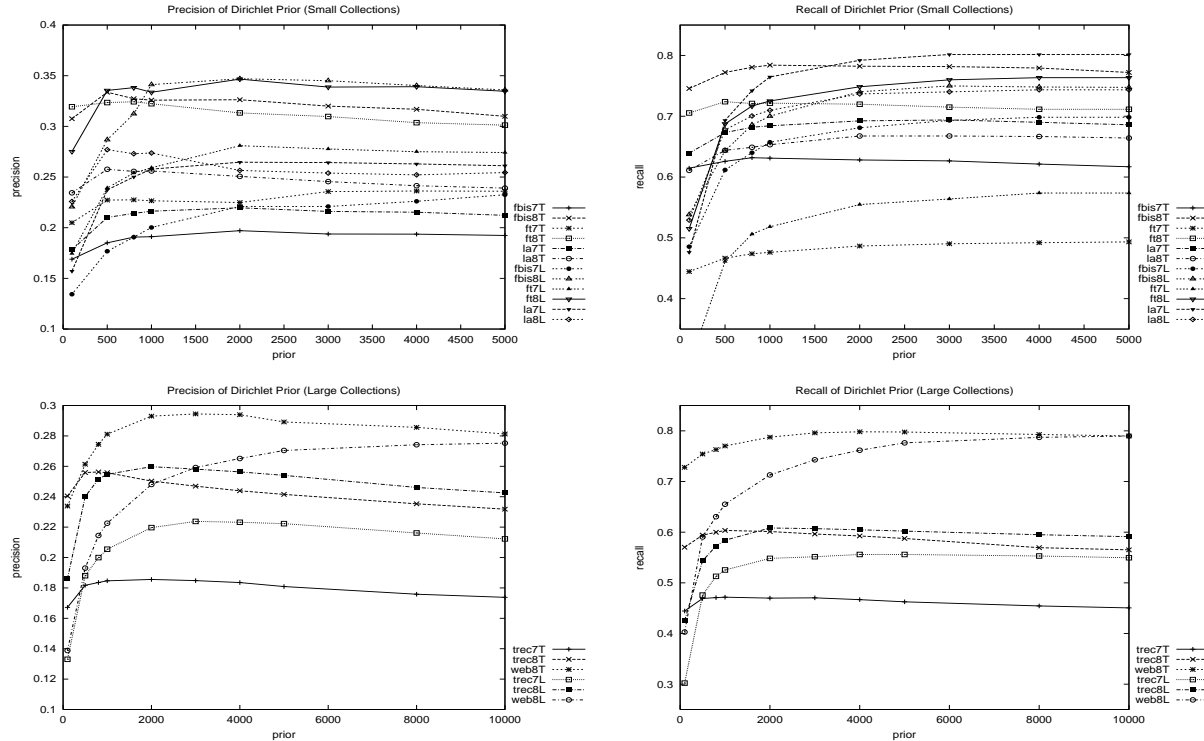 Precision of Dirichlet Prior (Small Collections)
0.4
0.35
0.3
0.25
0.2
0.15
0.1
precision
0 500 1000 1500 2000 2500 3000 3500 4000 4500 5000
prior
fbis7T
fbis8T
ft7T
ft8T
la7T
la8T
fbis7L
fbis8L
ft7L
ft8L
la7L
la8L
Recall of Dirichlet Prior (Small Collections)
0.8
0.7
0.6
0.5
0.4
recall
0 500 1000 1500 2000 2500 3000 3500 4000 4500 5000
prior
fbis7T
fbis8T
ft7T
ft8T
la7T
la8T
fbis7L
fbis8L
ft7L
ft8L
la7L
la8L
Precision of Dirichlet Prior (Large Collections)
0.3
0.28
0.26
0.24
0.22
0.2
0.18
0.16
0.14
0.12
0.1
precision
0 2000 4000 6000 8000 10000
prior
trec7T
trec8T
web8T
trec7L
trec8L
web8L
Recall of Dirichlet Prior (Large Collections)
0.8
0.7
0.6
0.5
0.4
0.3
recall
0 2000 4000 6000 8000 10000
prior
trec7T
trec8T
web8T
trec7L
trec8L
web8L